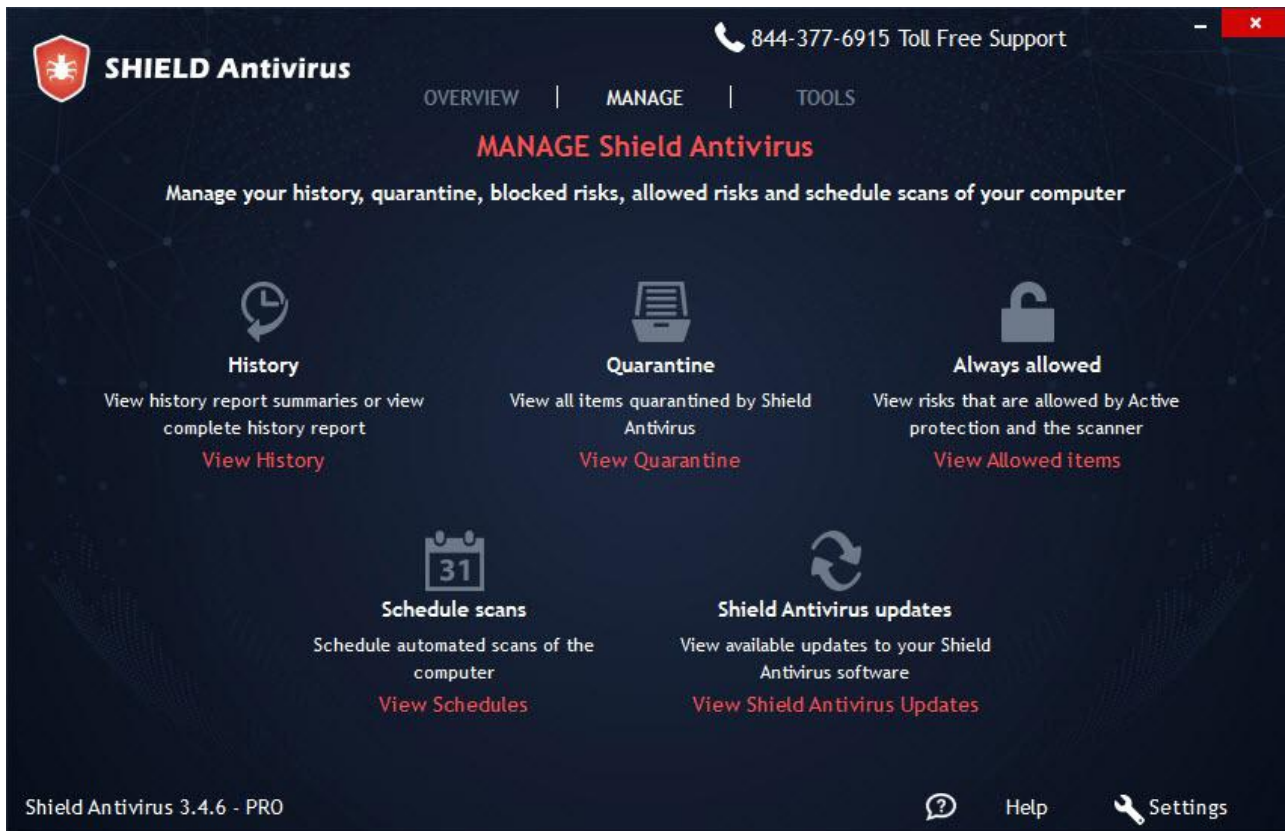 844-377-6915 Toll Free Support
SHIELD Antivirus
OVERVIEW | MANAGE | TOOLS
MANAGE Shield Antivirus
Manage your history, quarantine, blocked risks, allowed risks and schedule scans of your computer
History
View history report summaries or view
complete history report
View History
Quarantine
View all items quarantined by Shield
Antivirus
View Quarantine
Always allowed
View risks that are allowed by Active
protection and the scanner
View Allowed items
31
Schedule scans
Schedule automated scans of the
computer
View Schedules
Shield Antivirus updates
View available updates to your Shield
Antivirus software
View Shield Antivirus Updates
Shield Antivirus 3.4.6 - PRO
? Help
Settings